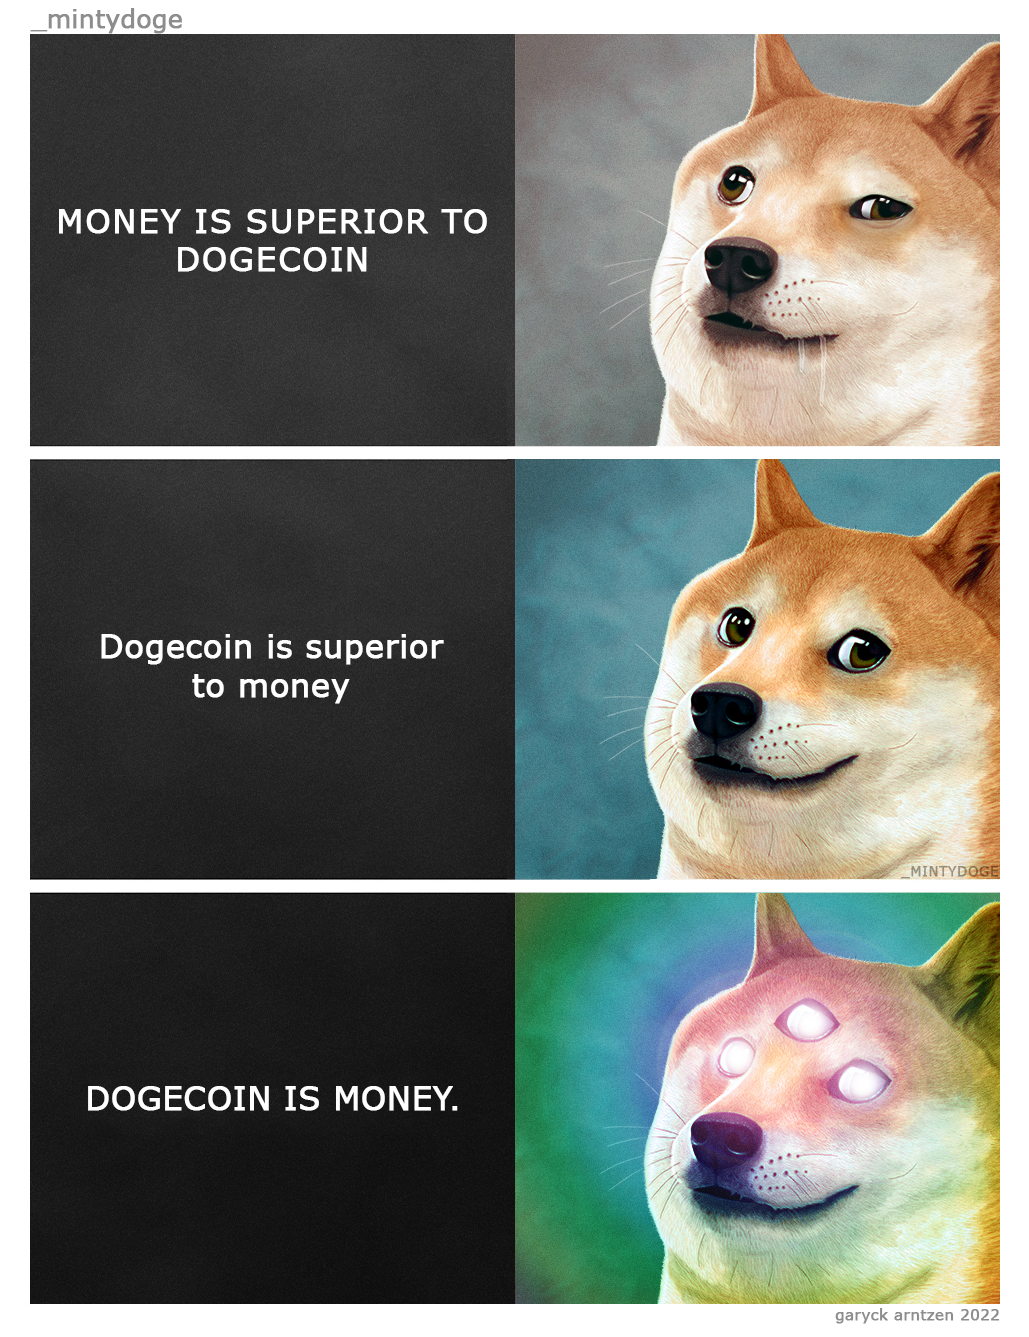 _mintydoge
MONEY IS SUPERIOR TO
DOGECOIN
Dogecoin is superior
to money
_MINTYDOGE
DOGECOIN IS MONEY.
garyck arntzen 2022